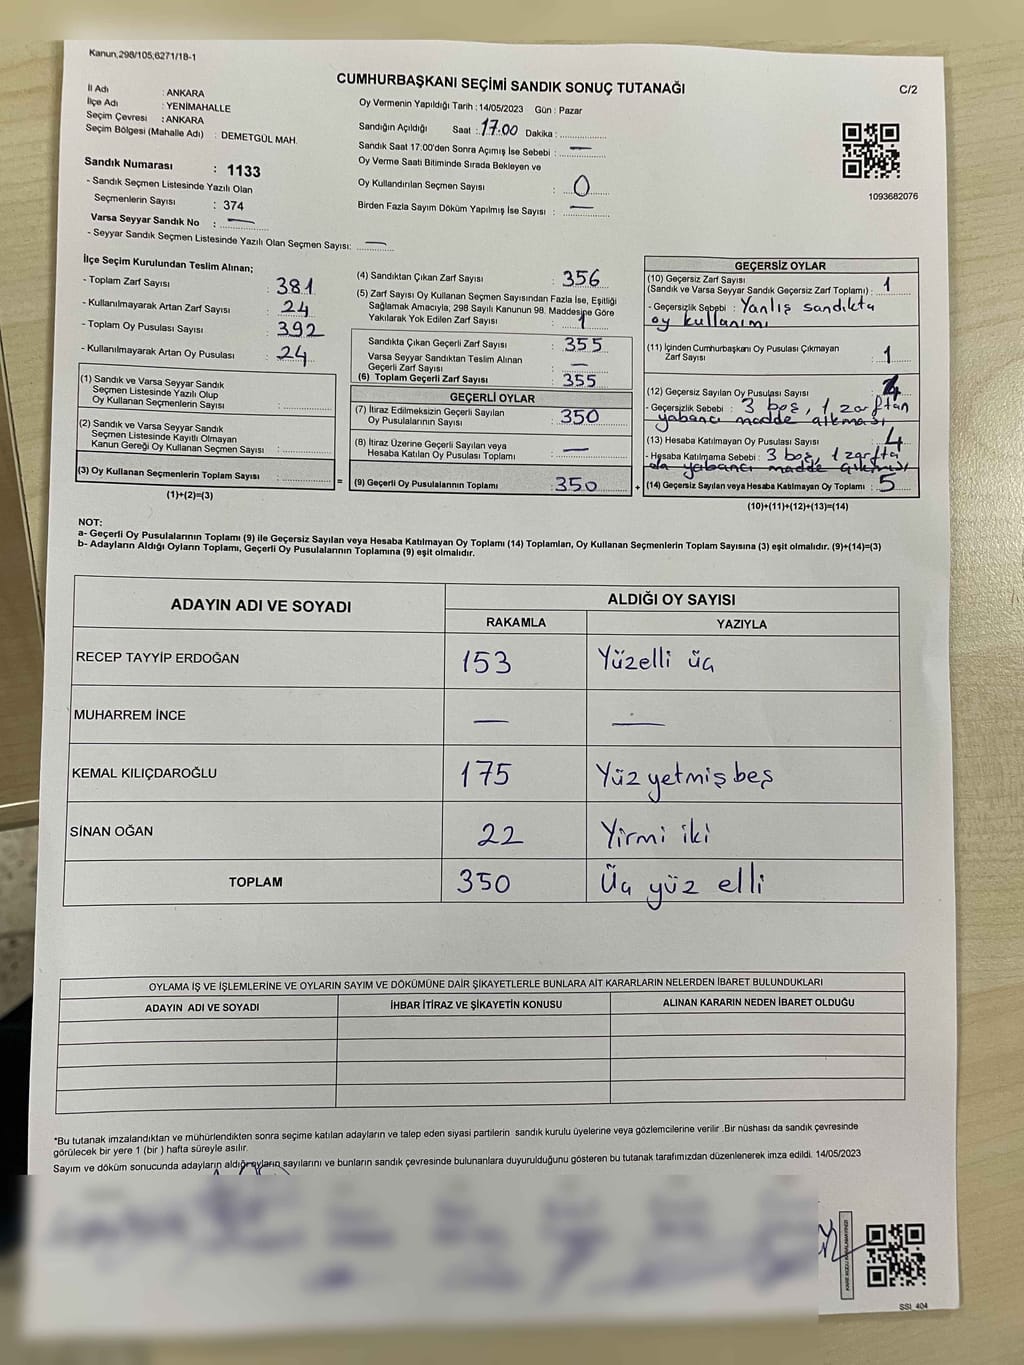 Kanun,298/105,6271/18-1
CUMHURBAŞKANI SEÇİMİ SANDIK SONUÇ TUTANAĞI
C/2
İl Adı : ANKARA
İlçe Adı : YENİMAHALLE
Seçim Çevresi : ANKARA
Seçim Bölgesi (Mahalle Adı) : DEMETGÜL MAH.
Sandık Numarası : 1133
- Sandık Seçmen Listesinde Yazılı Olan
Seçmenlerin Sayısı : 374
Varsa Seyyar Sandık No : —
- Seyyar Sandık Seçmen Listesinde Yazılı Olan Seçmen Sayısı: —
Oy Vermenin Yapıldığı Tarih : 14/05/2023 Gün : Pazar
Sandığın Açıldığı Saat : 17.00 Dakika :
Sandık Saat 17:00'den Sonra Açımış İse Sebebi : —
Oy Verme Saati Bitiminde Sırada Bekleyen ve
Oy Kullandırılan Seçmen Sayısı : 0
Birden Fazla Sayım Döküm Yapılmış İse Sayısı : —
1093682076
İlçe Seçim Kurulundan Teslim Alınan;
- Toplam Zarf Sayısı : 381
- Kullanılmayarak Artan Zarf Sayısı : 24
- Toplam Oy Pusulası Sayısı : 392
- Kullanılmayarak Artan Oy Pusulası : 24
(1) Sandık ve Varsa Seyyar Sandık
Seçmen Listesinde Yazılı Olup
Oy Kullanan Seçmenlerin Sayısı :
(2) Sandık ve Varsa Seyyar Sandık
Seçmen Listesinde Kayıtlı Olmayan
Kanun Gereği Oy Kullanan Seçmen Sayısı :
(3) Oy Kullanan Seçmenlerin Toplam Sayısı :
(1)+(2)=(3)
=
(4) Sandıktan Çıkan Zarf Sayısı : 356
(5) Zarf Sayısı Oy Kullanan Seçmen Sayısından Fazla İse, Eşitliği
Sağlamak Amacıyla, 298 Sayılı Kanunun 98. Maddesine Göre
Yakılarak Yok Edilen Zarf Sayısı : 1
Sandıkta Çıkan Geçerli Zarf Sayısı : 355
Varsa Seyyar Sandıktan Teslim Alınan
Geçerli Zarf Sayısı : —
(6) Toplam Geçerli Zarf Sayısı : 355
GEÇERLİ OYLAR
(7) İtiraz Edilmeksizin Geçerli Sayılan
Oy Pusulalarının Sayısı : 350
(8) İtiraz Üzerine Geçerli Sayılan veya
Hesaba Katılan Oy Pusulası Toplamı : —
(9) Geçerli Oy Pusulalarının Toplamı : 350
+
GEÇERSİZ OYLAR
(10) Geçersiz Zarf Sayısı
(Sandık ve Varsa Seyyar Sandık Geçersiz Zarf Toplamı) : 1
- Geçersizlik Sebebi : Yanlış sandıkta
oy kullanımı
(11) İçinden Cumhurbaşkanı Oy Pusulası Çıkmayan
Zarf Sayısı : 1
(12) Geçersiz Sayılan Oy Pusulası Sayısı : 4
- Geçersizlik Sebebi : 3 boş, 1 zarftan
yabancı madde çıkması
(13) Hesaba Katılmayan Oy Pusulası Sayısı : 4
- Hesaba Katılmama Sebebi : 3 boş, 1 zarfta
da yabancı madde çıkması
(14) Geçersiz Sayılan veya Hesaba Katılmayan Oy Toplamı : 5
(10)+(11)+(12)+(13)=(14)
NOT:
a- Geçerli Oy Pusulalarının Toplamı (9) ile Geçersiz Sayılan veya Hesaba Katılmayan Oy Toplamı (14) Toplamları, Oy Kullanan Seçmenlerin Toplam Sayısına (3) eşit olmalıdır. (9)+(14)=(3)
b- Adayların Aldığı Oyların Toplamı, Geçerli Oy Pusulalarının Toplamına (9) eşit olmalıdır.
ADAYIN ADI VE SOYADI ALDIĞI OY SAYISI
RAKAMLA YAZIYLA
RECEP TAYYİP ERDOĞAN 153 Yüzelli üç
MUHARREM İNCE — —
KEMAL KILIÇDAROĞLU 175 Yüz yetmiş beş
SİNAN OĞAN 22 Yirmi iki
TOPLAM 350 Üç yüz elli
OYLAMA İŞ VE İŞLEMLERİNE VE OYLARIN SAYIM VE DÖKÜMÜNE DAİR ŞİKAYETLERLE BUNLARA AİT KARARLARIN NELERDEN İBARET BULUNDUKLARI
ADAYIN ADI VE SOYADI İHBAR İTİRAZ VE ŞİKAYETİN KONUSU ALINAN KARARIN NEDEN İBARET OLDUĞU
*Bu tutanak imzalandıktan ve mühürlendikten sonra seçime katılan adayların ve talep eden siyasi partilerin sandık kurulu üyelerine veya gözlemcilerine verilir .Bir nüshası da sandık çevresinde
görülecek bir yere 1 (bir ) hafta süreyle asılır.
Sayım ve döküm sonucunda adayların aldığı oyların sayılarını ve bunların sandık çevresinde bulunanlara duyurulduğunu gösteren bu tutanak tarafımızdan düzenlenerek imza edildi. 14/05/2023
SSI_404